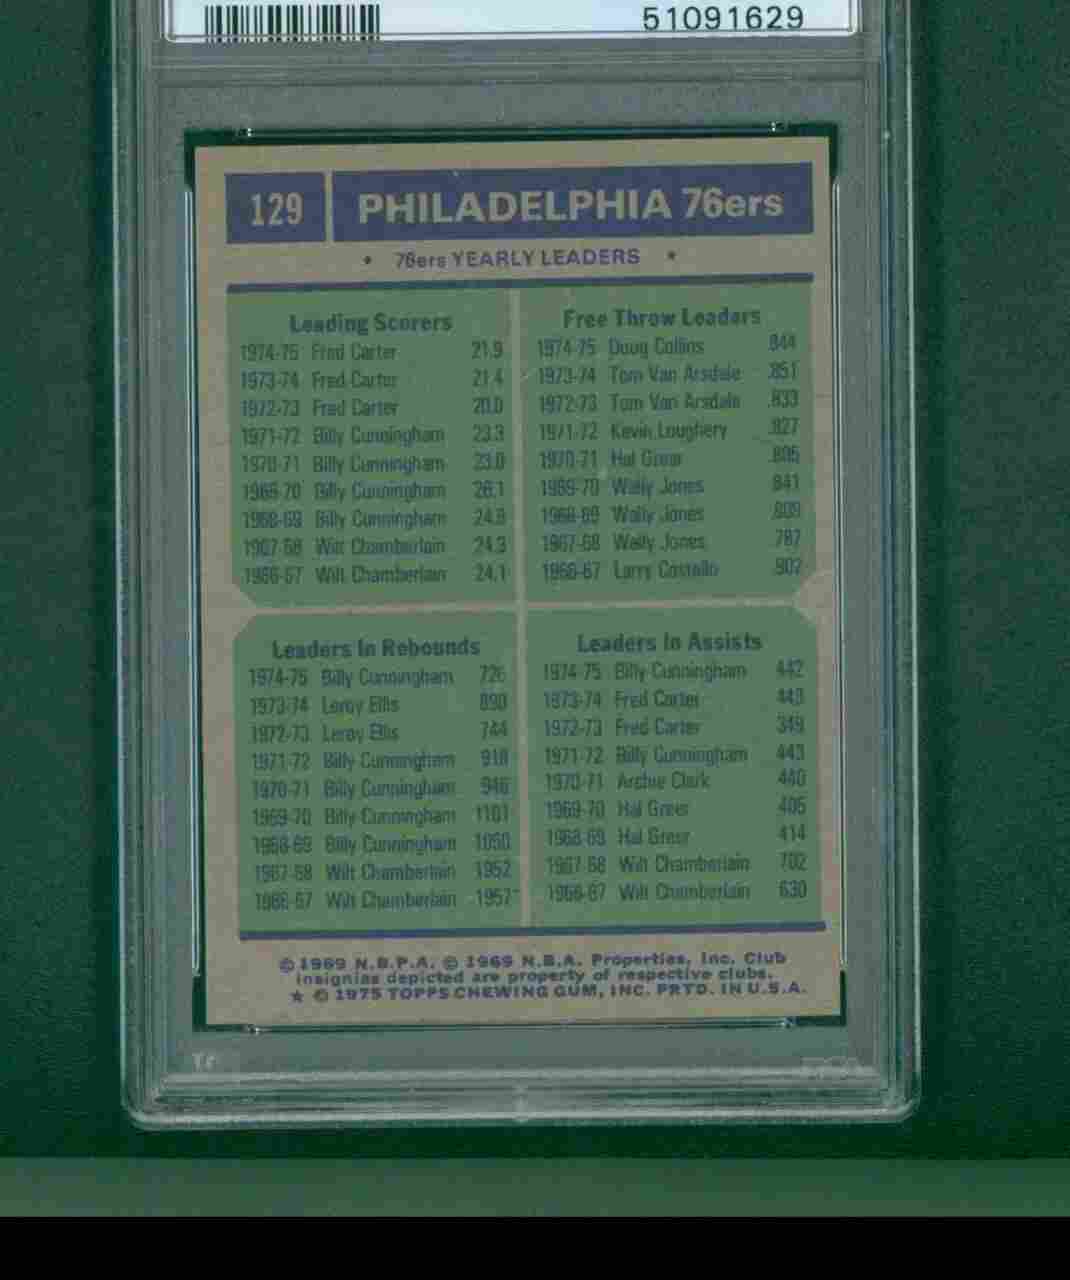 51091629
129 PHILADELPHIA 76ers
• 76ers YEARLY LEADERS •
Leading Scorers
1974-75 Fred Carter 21.9
1973-74 Fred Carter 21.4
1972-73 Fred Carter 20.0
1971-72 Billy Cunningham 23.3
1970-71 Billy Cunningham 23.0
1969-70 Billy Cunningham 26.1
1968-69 Billy Cunningham 24.8
1967-68 Wilt Chamberlain 24.3
1966-67 Wilt Chamberlain 24.1
Free Throw Leaders
1974-75 Doug Collins .844
1973-74 Tom Van Arsdale .851
1972-73 Tom Van Arsdale .833
1971-72 Kevin Loughery .827
1970-71 Hal Greer .805
1969-70 Wally Jones .841
1968-69 Wally Jones
1967-68 Wally Jones .787
1966-67 Larry Costello .902
Leaders In Rebounds
1974-75 Billy Cunningham 726
1973-74 Leroy Ellis 890
1972-73 Leroy Ellis 744
1971-72 Billy Cunningham 918
1970-71 Billy Cunningham 946
1969-70 Billy Cunningham 1101
1968-69 Billy Cunningham 1050
1967-68 Wilt Chamberlain 1952
1966-67 Wilt Chamberlain 1957
Leaders In Assists
1974-75 Billy Cunningham 442
1973-74 Fred Carter 443
1972-73 Fred Carter 349
1971-72 Billy Cunningham 443
1970-71 Archie Clark 440
1969-70 Hal Greer 405
1968-69 Hal Greer 414
1967-68 Wilt Chamberlain 702
1966-67 Wilt Chamberlain 630
© 1969 N.B.P.A. © 1969 N.B.A. Properties, Inc. Club
insignias depicted are property of respective clubs.
★ © 1975 TOPPS CHEWING GUM, INC. PRTD. IN U.S.A.